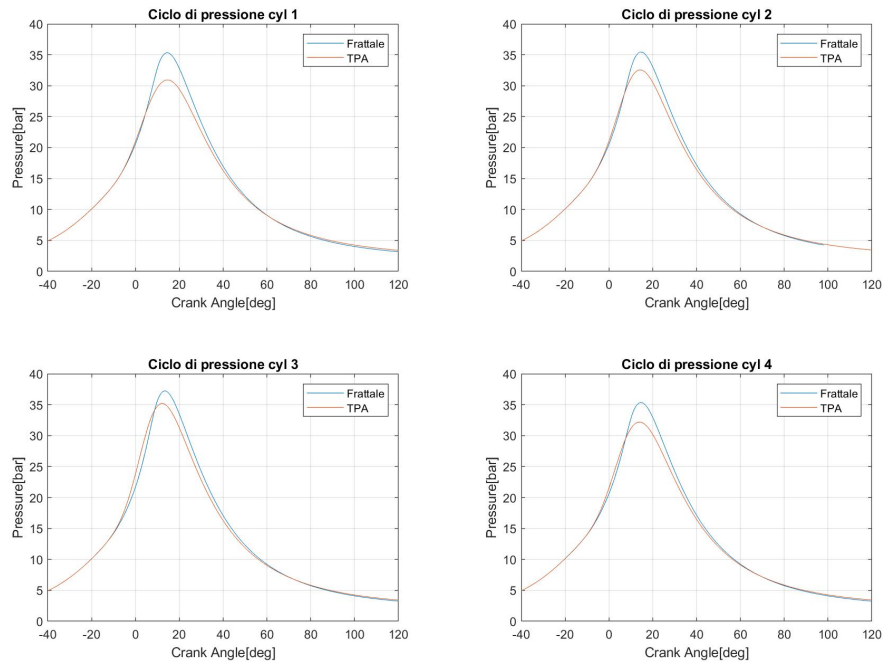 Ciclo di pressione cyl 1
40
35
30
25
20
15
10
5
0
Pressure[bar]
-40 -20 0 20 40 60 80 100 120
Crank Angle[deg]
Frattale
TPA
Ciclo di pressione cyl 2
40
35
30
25
20
15
10
5
0
Pressure[bar]
-40 -20 0 20 40 60 80 100 120
Crank Angle[deg]
Frattale
TPA
Ciclo di pressione cyl 3
40
35
30
25
20
15
10
5
0
Pressure[bar]
-40 -20 0 20 40 60 80 100 120
Crank Angle[deg]
Frattale
TPA
Ciclo di pressione cyl 4
40
35
30
25
20
15
10
5
0
Pressure[bar]
-40 -20 0 20 40 60 80 100 120
Crank Angle[deg]
Frattale
TPA